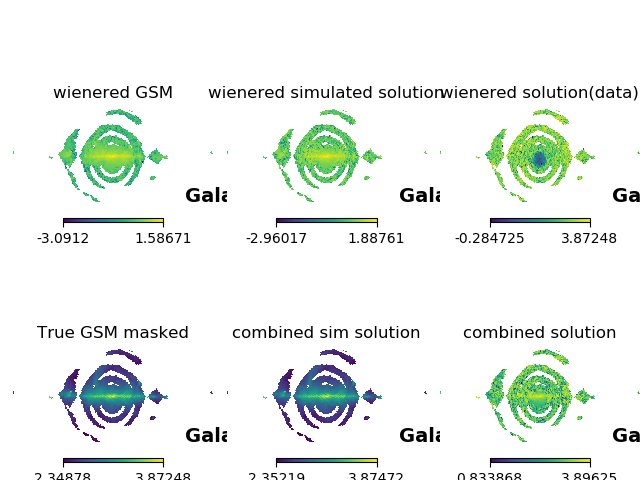 wienered GSM
wienered simulated solution
wienered solution(data)
Gala
Gala
Ga
-3.0912 1.58671
-2.96017 1.88761
-0.284725 3.87248
True GSM masked
combined sim solution
combined solution
Gala
Gala
Ga
2.34878 3.87248
2.35219 3.87472
0.833868 3.89625